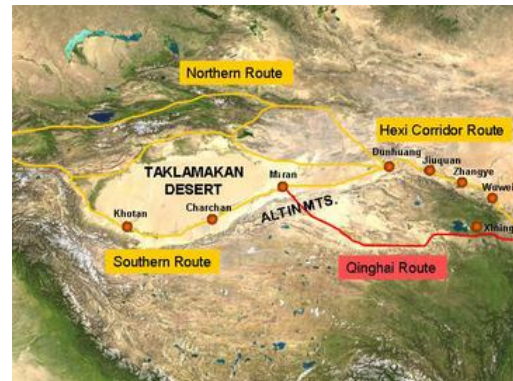 Northern Route
Hexi Corridor Route
Dunhuang
Jiuquan
Zhangye
Wuwei
TAKLAMAKAN
DESERT
Miran
Khotan
Charchan
ALTIN MTS.
Xining
Southern Route
Qinghai Route